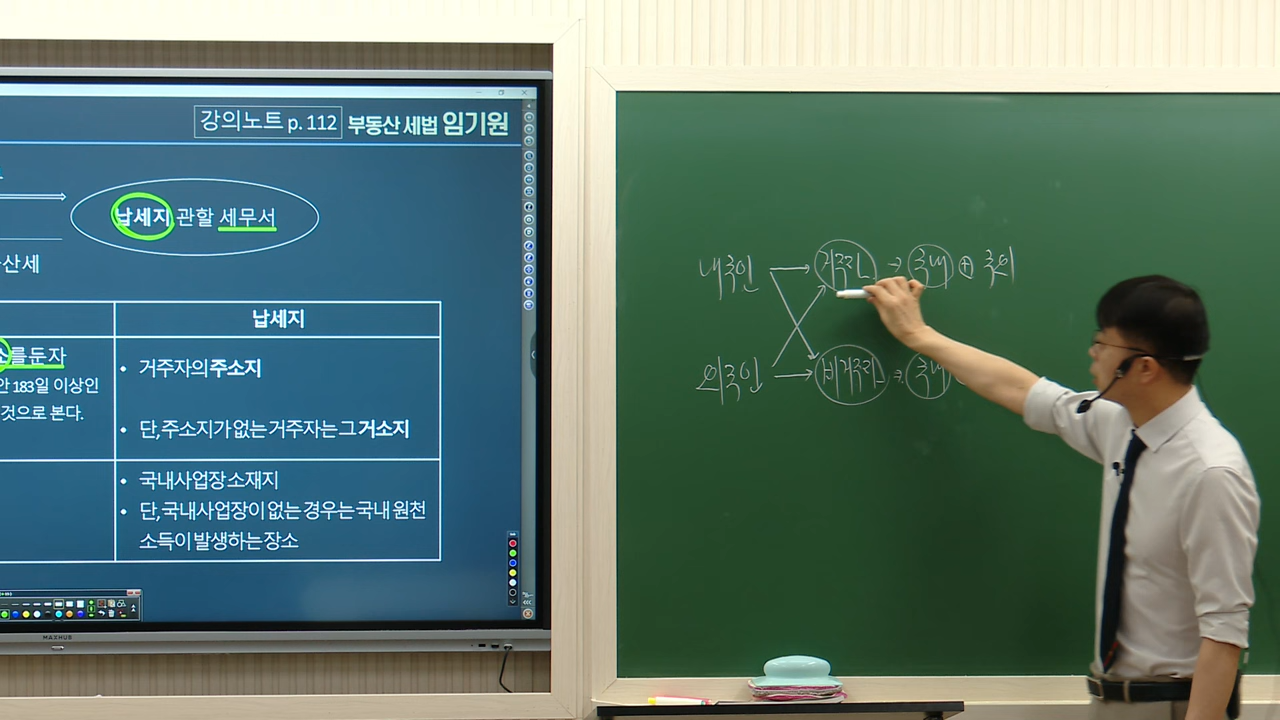 강의노트 p. 112 부동산 세법 임기원
납세지 관할 세무서
산세
납세지
를둔자
안 183일 이상인
것으로 본다.
• 거주자의 주소지
• 단, 주소지가 없는 거주자는 그 거소지
• 국내사업장 소재지
• 단, 국내사업장이 없는 경우는 국내 원천
소득이 발생하는 장소
MAXHUB
내국인 → 거주자 → 국내 ⊕ 국외
외국인 → 비거주자 → 국내